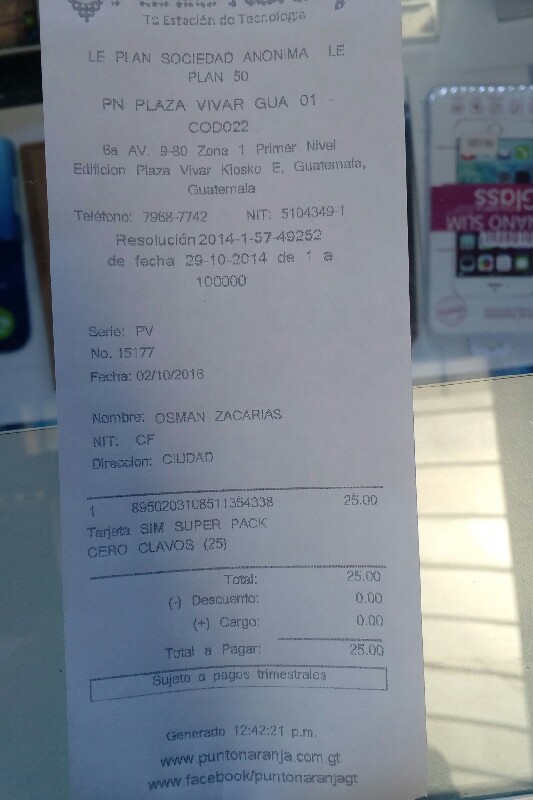 Tu Estación de Tecnología
LE PLAN SOCIEDAD ANONIMA LE
PLAN 50
PN PLAZA VIVAR GUA 01
COD022
6a AV. 9-80 Zona 1 Primer Nivel
Edificion Plaza Vivar Kiosko E, Guatemala,
Guatemala
Teléfono: 7968-7742 NIT: 5104349-1
Resolución 2014-1-57-49252
de fecha 29-10-2014 de 1 a
100000
Serie: PV
No. 15177
Fecha: 02/10/2016
Nombre: OSMAN ZACARIAS
NIT: CF
Direccion: CIUDAD
1 8950203108511354338 25.00
Tarjeta SIM SUPER PACK
CERO CLAVOS (25)
Total: 25.00
(-) Descuento: 0.00
(+) Cargo: 0.00
Total a Pagar: 25.00
Sujeto a pagos trimestrales
Generado 12:42:21 p.m.
www.puntonaranja.com.gt
www.facebook/puntonaranjagt
Glass
NANO SLIM